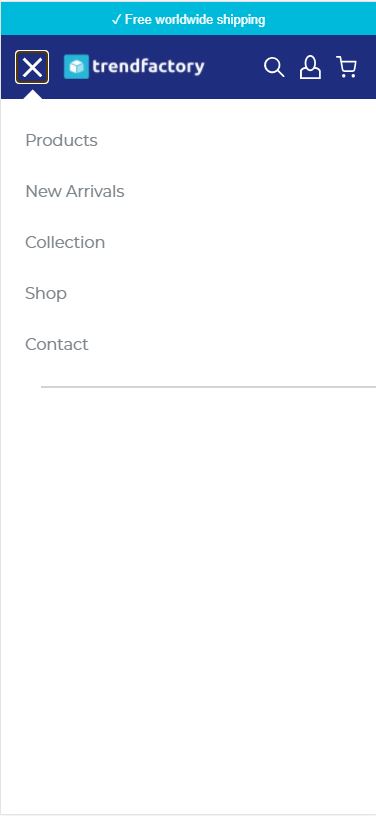 ✓ Free worldwide shipping
trendfactory
Products
New Arrivals
Collection
Shop
Contact